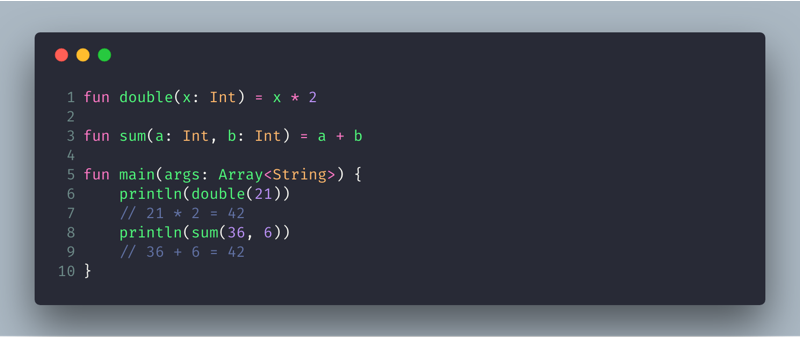 1 fun double(x: Int) = x * 2
2
3 fun sum(a: Int, b: Int) = a + b
4
5 fun main(args: Array<String>) {
6     println(double(21))
7     // 21 * 2 = 42
8     println(sum(36, 6))
9     // 36 + 6 = 42
10 }